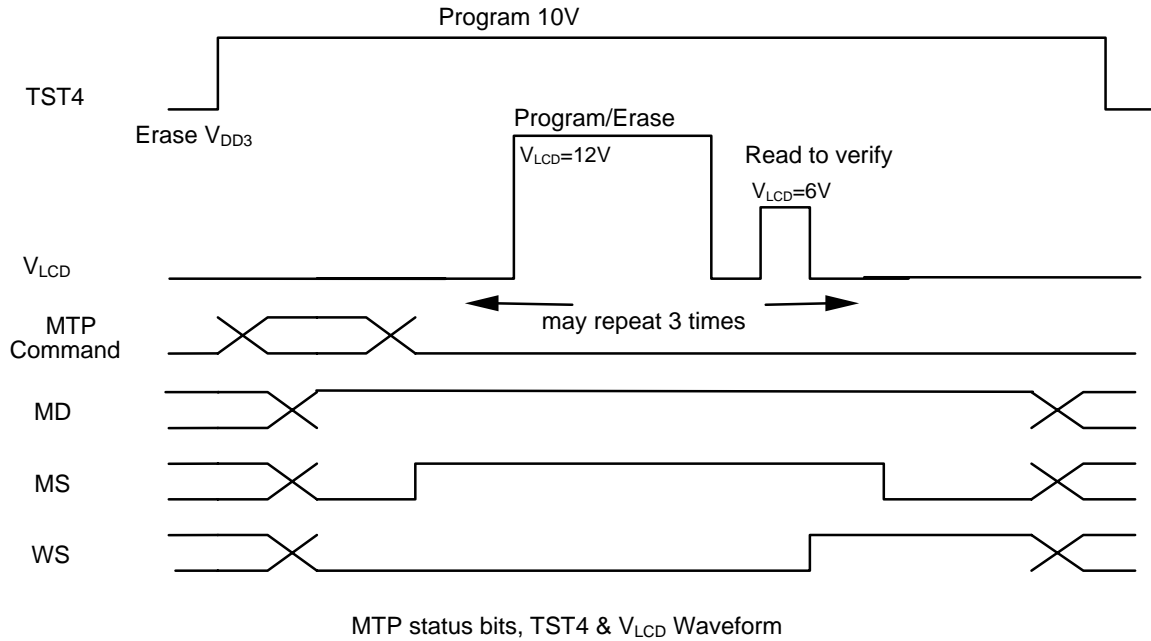 Program 10V
TST4
Erase VDD3
Program/Erase
VLCD=12V
Read to verify
VLCD=6V
VLCD
may repeat 3 times
MTP
Command
MD
MS
WS
MTP status bits, TST4 & VLCD Waveform